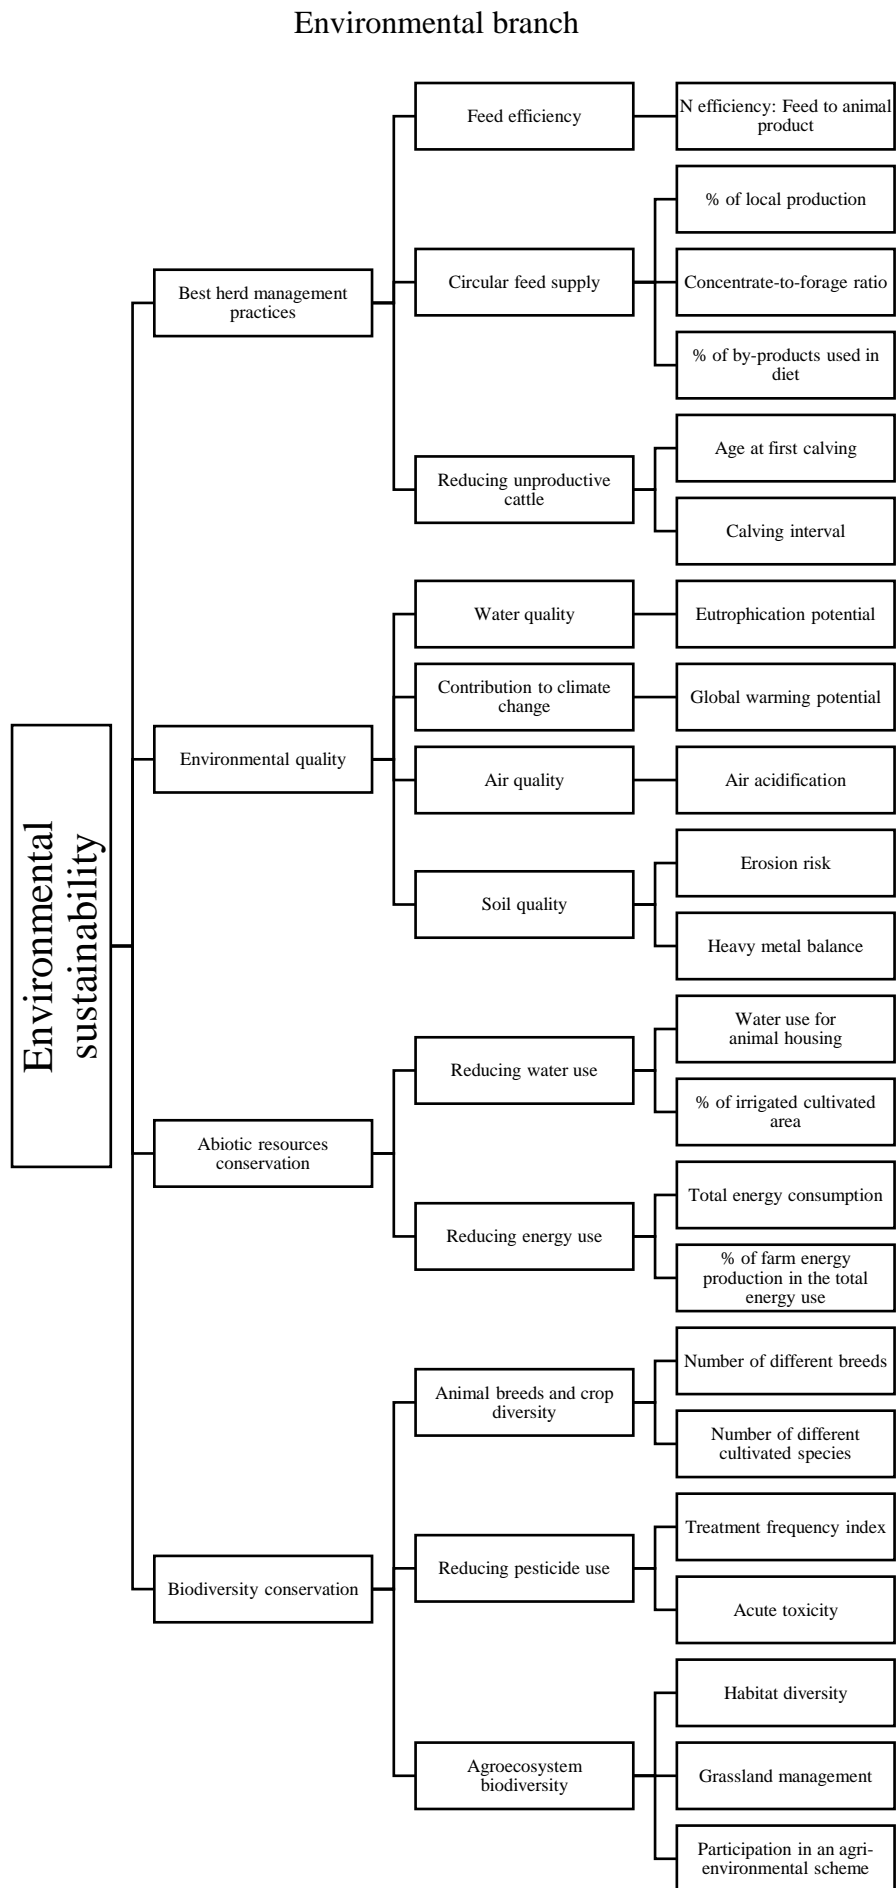 Environmental branch
Environmental
sustainability
Best herd management
practices
Feed efficiency
N efficiency: Feed to animal
product
Circular feed supply
% of local production
Concentrate-to-forage ratio
% of by-products used in
diet
Reducing unproductive
cattle
Age at first calving
Calving interval
Environmental quality
Water quality
Eutrophication potential
Contribution to climate
change
Global warming potential
Air quality
Air acidification
Soil quality
Erosion risk
Heavy metal balance
Abiotic resources
conservation
Reducing water use
Water use for
animal housing
% of irrigated cultivated
area
Reducing energy use
Total energy consumption
% of farm energy
production in the total
energy use
Biodiversity conservation
Animal breeds and crop
diversity
Number of different breeds
Number of different
cultivated species
Reducing pesticide use
Treatment frequency index
Acute toxicity
Agroecosystem
biodiversity
Habitat diversity
Grassland management
Participation in an agri-
environmental scheme